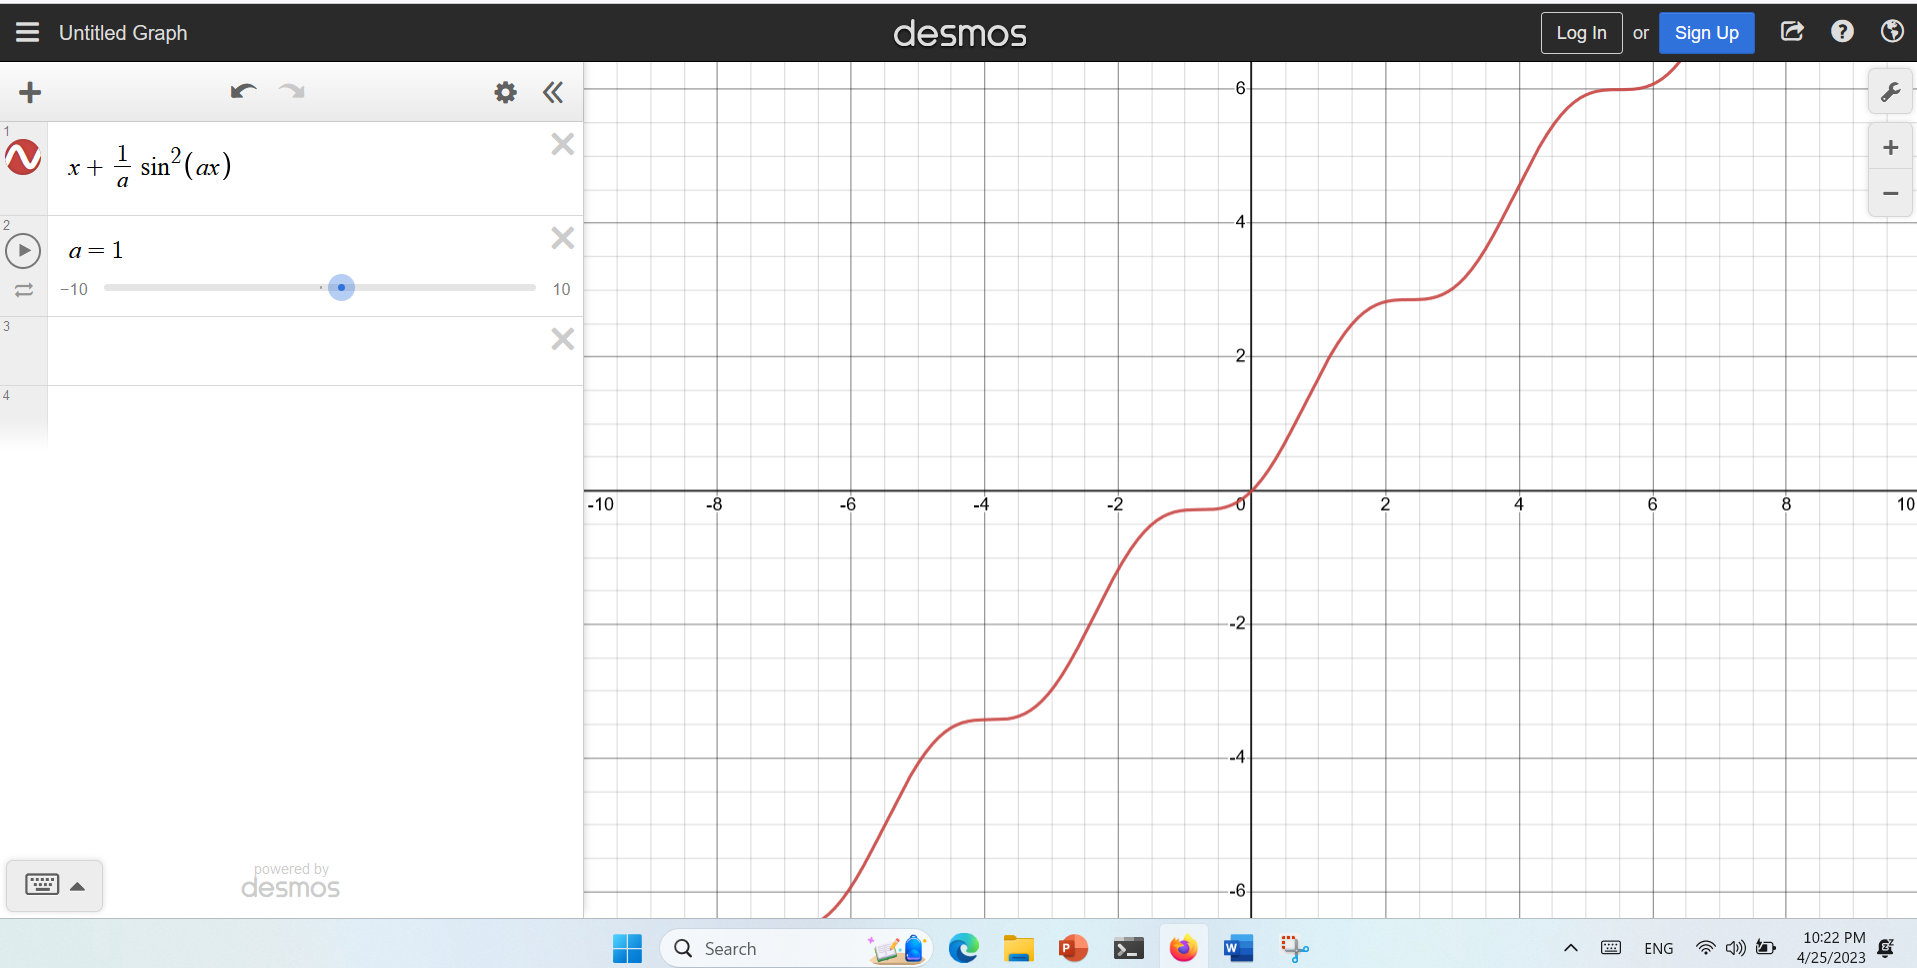 Untitled Graph
desmos
Log In or Sign Up
1
x + 1/a sin²(ax)
2
a = 1
−10
10
3
4
powered by
desmos
6
4
2
-10 -8 -6 -4 -2 0 2 4 6 8 10
-2
-4
-6
Search
ENG
10:22 PM
4/25/2023